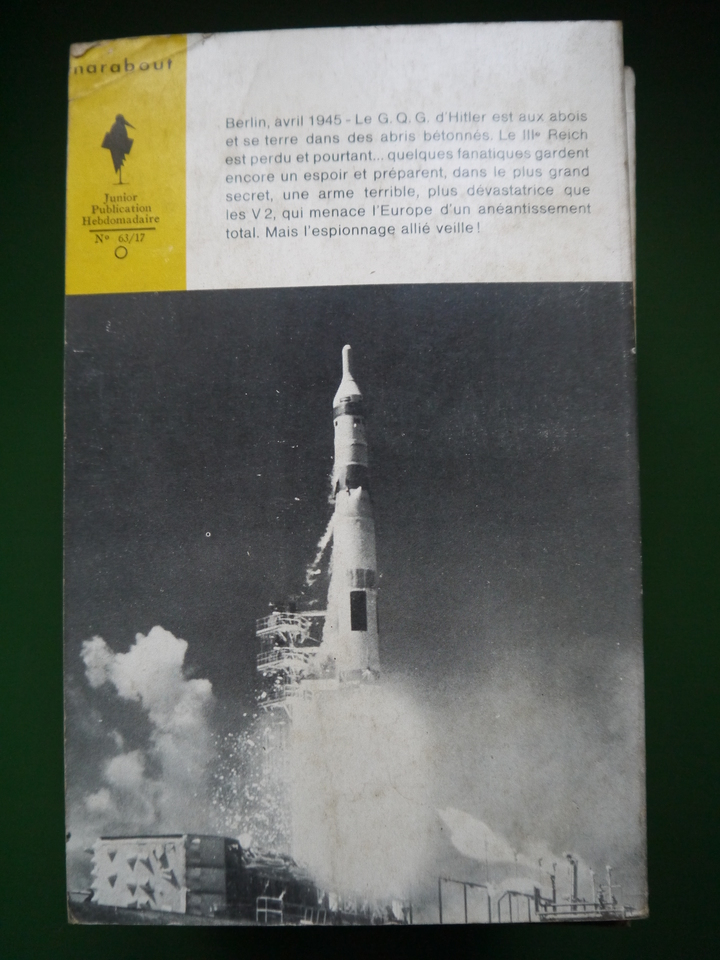 marabout
Junior
Publication
Hebdomadaire
N° 63/17
Berlin, avril 1945 - Le G. Q. G. d'Hitler est aux abois
et se terre dans des abris bétonnés. Le IIIe Reich
est perdu et pourtant... quelques fanatiques gardent
encore un espoir et préparent, dans le plus grand
secret, une arme terrible, plus dévastatrice que
les V 2, qui menace l'Europe d'un anéantissement
total. Mais l'espionnage allié veille !